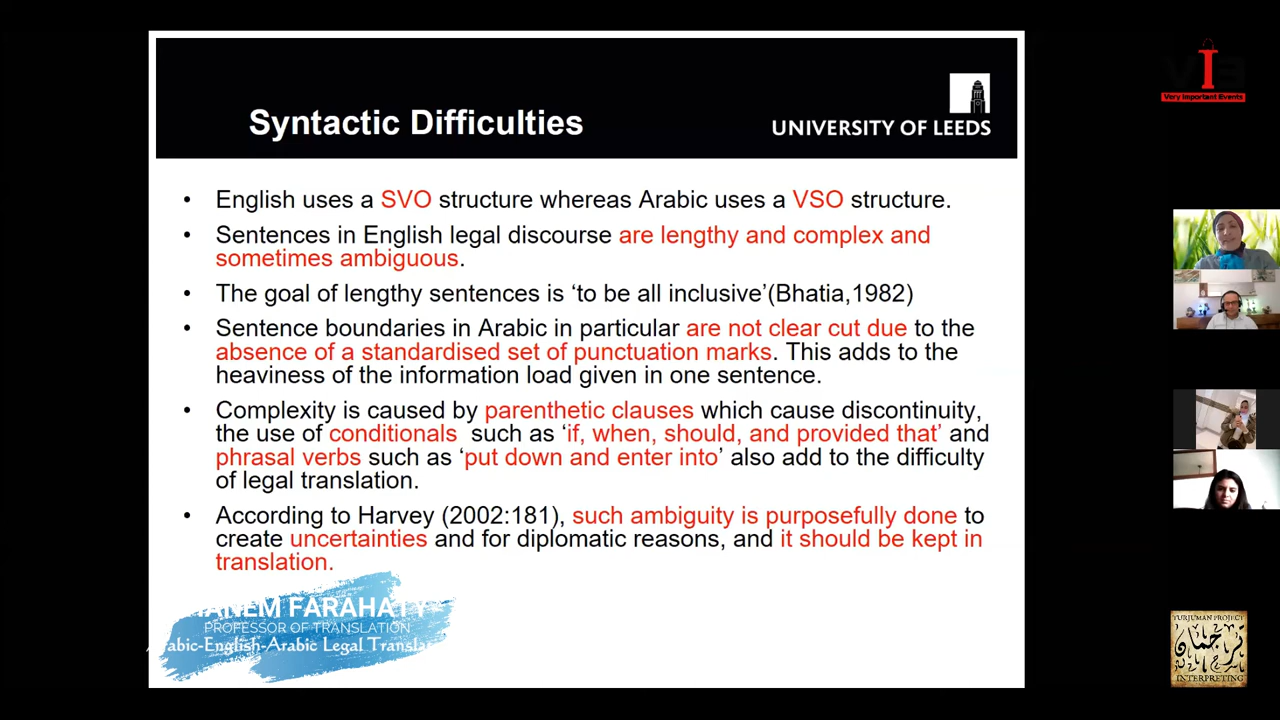 Syntactic Difficulties
UNIVERSITY OF LEEDS
• English uses a SVO structure whereas Arabic uses a VSO structure.
• Sentences in English legal discourse are lengthy and complex and
sometimes ambiguous.
• The goal of lengthy sentences is ‘to be all inclusive’(Bhatia,1982)
• Sentence boundaries in Arabic in particular are not clear cut due to the
absence of a standardised set of punctuation marks. This adds to the
heaviness of the information load given in one sentence.
• Complexity is caused by parenthetic clauses which cause discontinuity,
the use of conditionals such as ‘if, when, should, and provided that’ and
phrasal verbs such as ‘put down and enter into’ also add to the difficulty
of legal translation.
• According to Harvey (2002:181), such ambiguity is purposefully done to
create uncertainties and for diplomatic reasons, and it should be kept in
translation.
FARAHATY
PROFESSOR OF TRANSLATION
-English-Arabic Legal
Very Important Events
TURJUMAN PROJECT
ترجمان
INTERPRETING